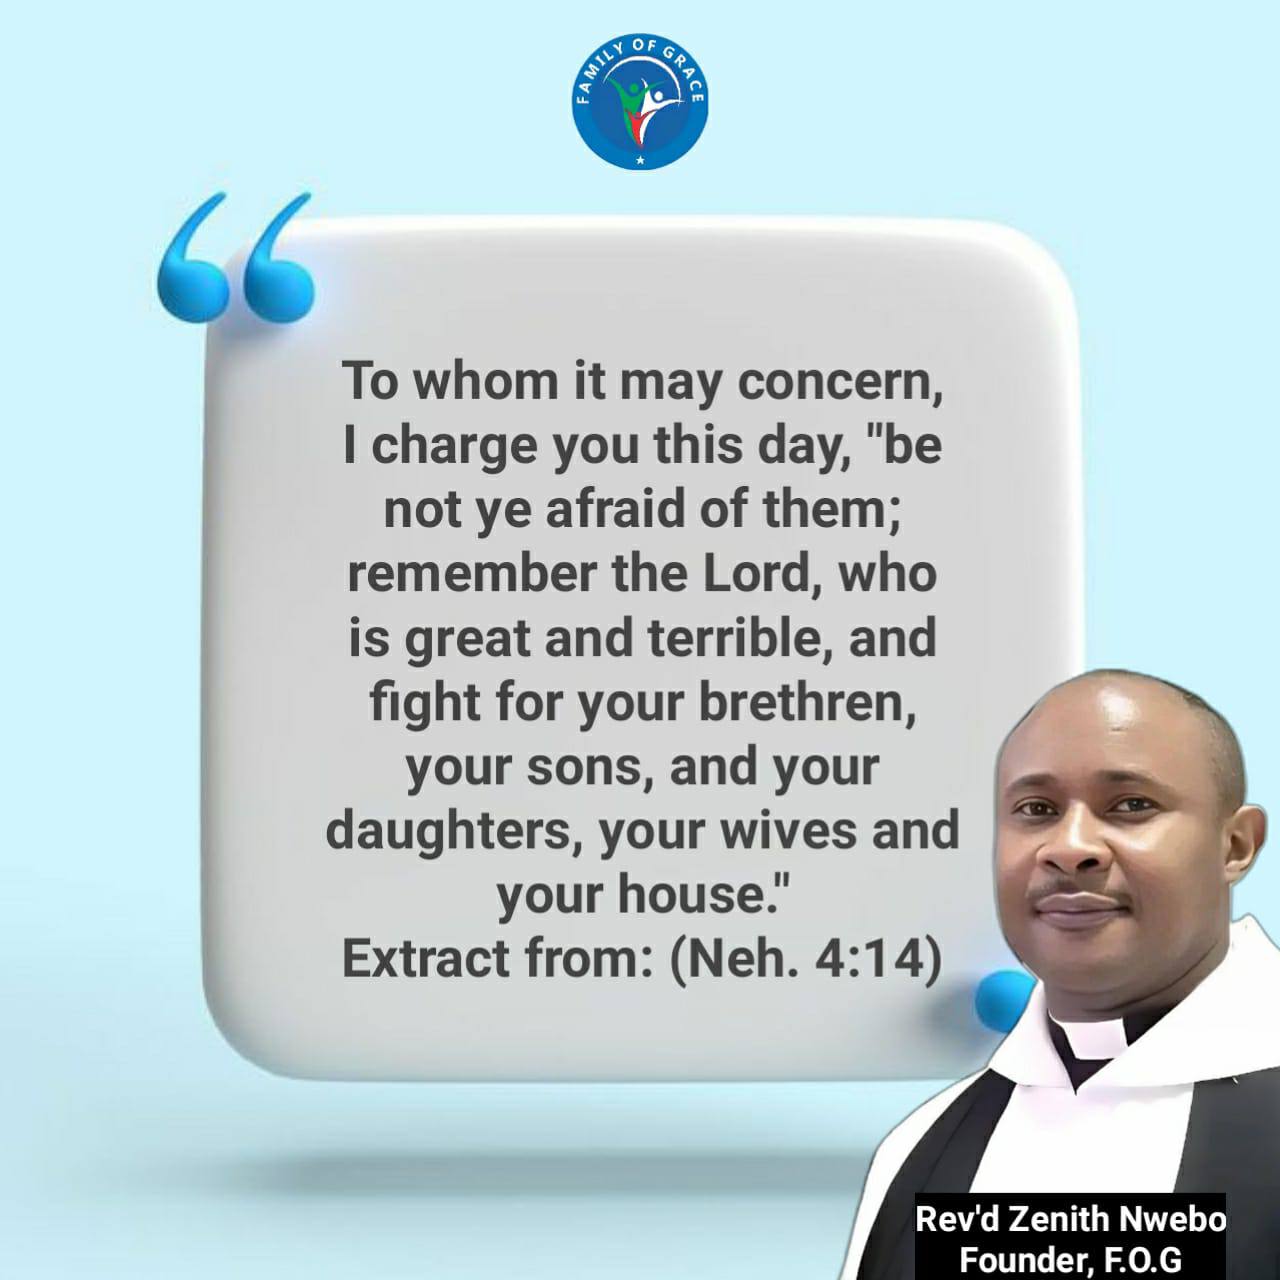 FAMILY OF GRACE
To whom it may concern,
I charge you this day, "be
not ye afraid of them;
remember the Lord, who
is great and terrible, and
fight for your brethren,
your sons, and your
daughters, your wives and
your house."
Extract from: (Neh. 4:14)
Rev'd Zenith Nwebo
Founder, F.O.G